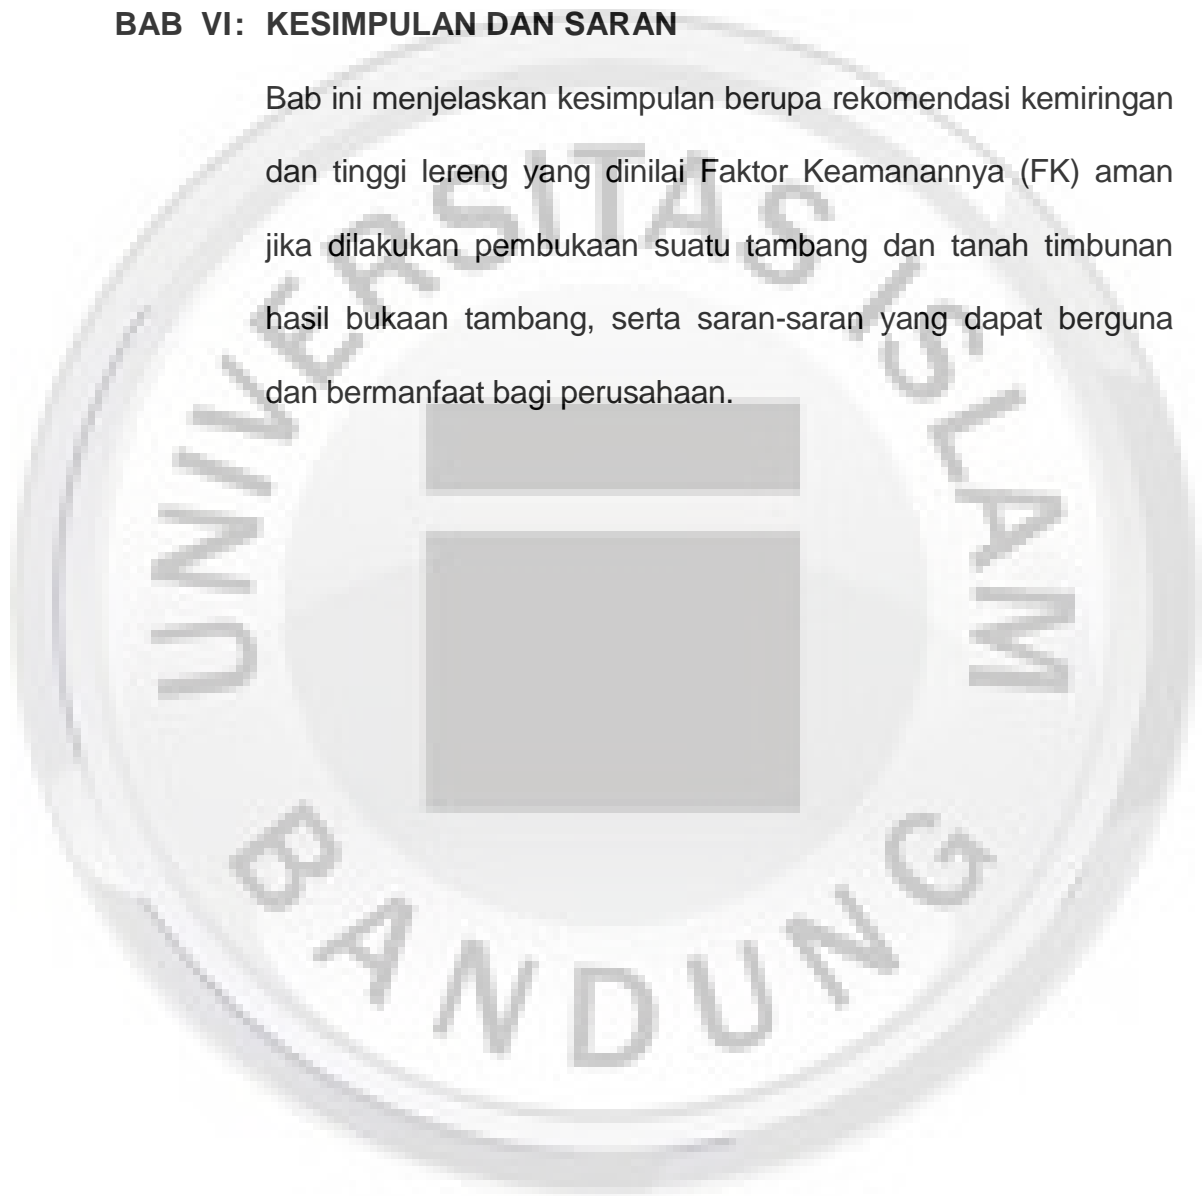 BAB VI: KESIMPULAN DAN SARAN
Bab ini menjelaskan kesimpulan berupa rekomendasi kemiringan
dan tinggi lereng yang dinilai Faktor Keamanannya (FK) aman
jika dilakukan pembukaan suatu tambang dan tanah timbunan
hasil bukaan tambang, serta saran-saran yang dapat berguna
dan bermanfaat bagi perusahaan.
UNIVERSITAS ISLAM
BANDUNG